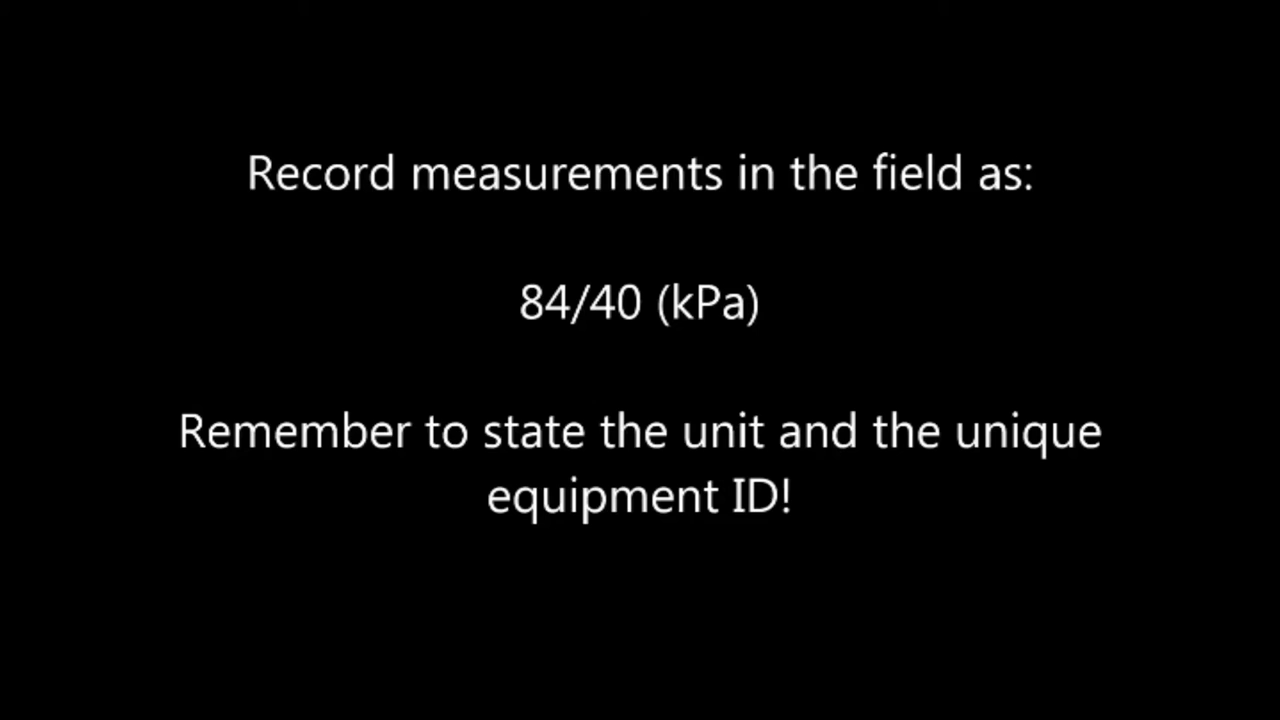 Record measurements in the field as:
84/40 (kPa)
Remember to state the unit and the unique
equipment ID!